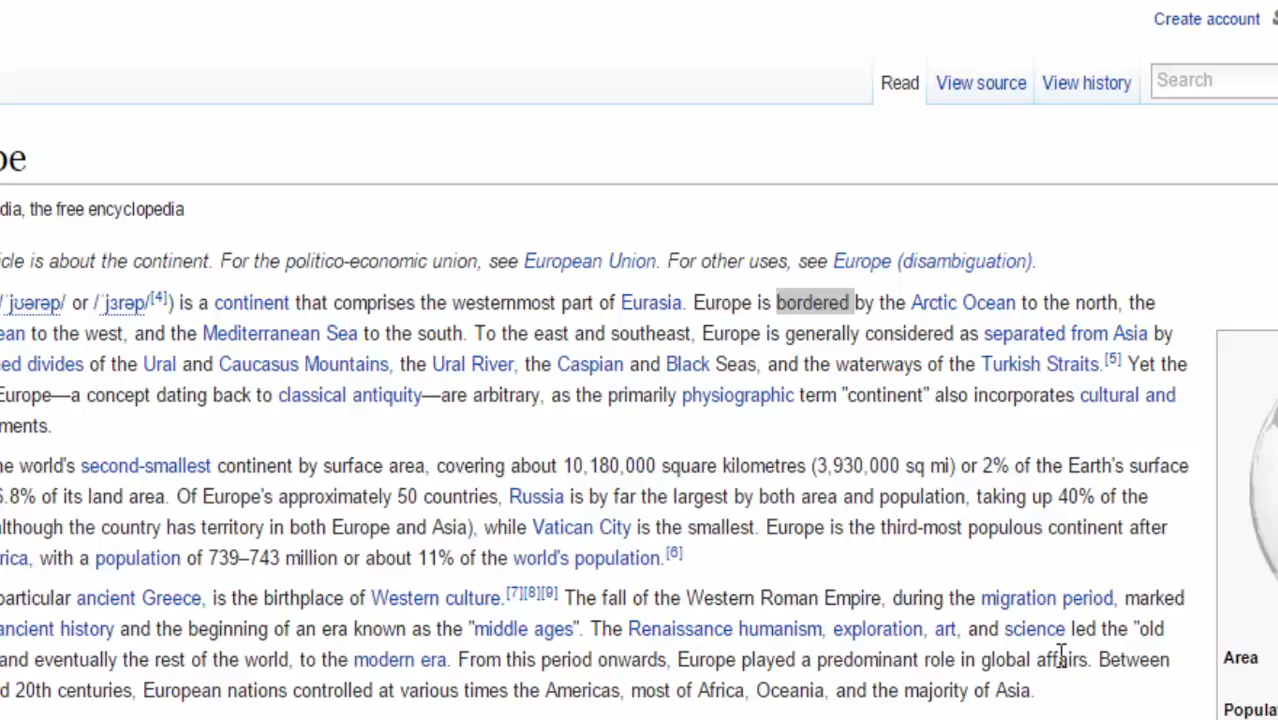 Create account
Read View source View history Search
pe
dia, the free encyclopedia
icle is about the continent. For the politico-economic union, see European Union. For other uses, see Europe (disambiguation).
/ˈjʊərəp/ or /ˈjɜrəp/[4]) is a continent that comprises the westernmost part of Eurasia. Europe is bordered by the Arctic Ocean to the north, the
ean to the west, and the Mediterranean Sea to the south. To the east and southeast, Europe is generally considered as separated from Asia by
ed divides of the Ural and Caucasus Mountains, the Ural River, the Caspian and Black Seas, and the waterways of the Turkish Straits.[5] Yet the
Europe—a concept dating back to classical antiquity—are arbitrary, as the primarily physiographic term "continent" also incorporates cultural and
ments.
he world's second-smallest continent by surface area, covering about 10,180,000 square kilometres (3,930,000 sq mi) or 2% of the Earth's surface
6.8% of its land area. Of Europe's approximately 50 countries, Russia is by far the largest by both area and population, taking up 40% of the
although the country has territory in both Europe and Asia), while Vatican City is the smallest. Europe is the third-most populous continent after
rica, with a population of 739–743 million or about 11% of the world's population.[6]
particular ancient Greece, is the birthplace of Western culture.[7][8][9] The fall of the Western Roman Empire, during the migration period, marked
ancient history and the beginning of an era known as the "middle ages". The Renaissance humanism, exploration, art, and science led the "old
and eventually the rest of the world, to the modern era. From this period onwards, Europe played a predominant role in global affairs. Between
d 20th centuries, European nations controlled at various times the Americas, most of Africa, Oceania, and the majority of Asia.
Area
Popula